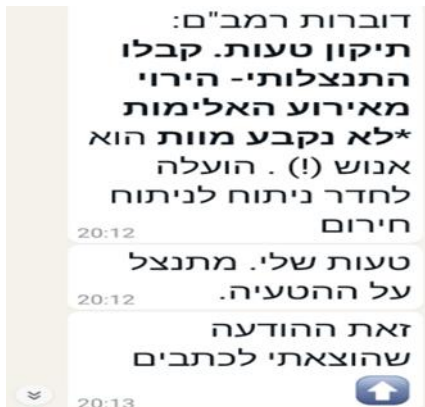 דוברות רמב"ם:
תיקון טעות. קבלו
התנצלותי- הירוי
מאירוע האלימות
*לא נקבע מוות הוא
אנוש (!) . הועלה
לחדר ניתוח לניתוח
חירום
20:12
טעות שלי. מתנצל
על ההטעיה.
20:12
זאת ההודעה
שהוצאתי לכתבים
20:13